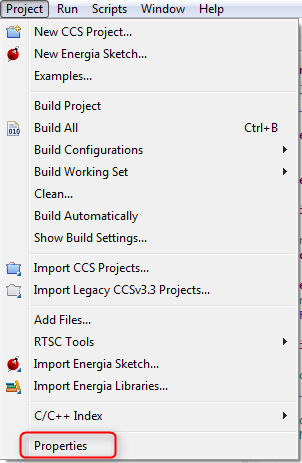 Project Run Scripts Window Help
New CCS Project...
New Energia Sketch...
Examples...
Build Project
010 Build All Ctrl+B
Build Configurations
Build Working Set
Clean...
Build Automatically
Show Build Settings...
Import CCS Projects...
Import Legacy CCSv3.3 Projects...
Add Files...
RTSC Tools
Import Energia Sketch...
Import Energia Libraries...
C/C++ Index
Properties